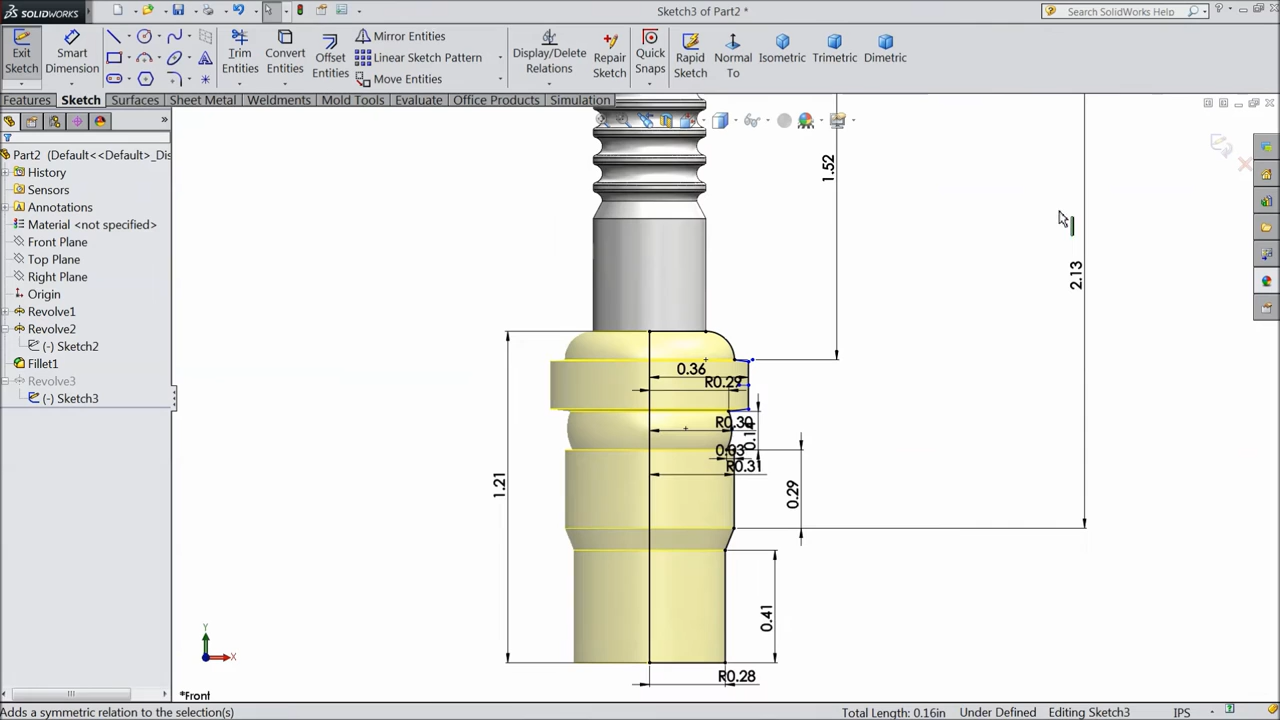 SOLIDWORKS
Sketch3 of Part2 *
Search SolidWorks Help
Exit Sketch
Smart Dimension
Trim Entities
Convert Entities
Offset Entities
Mirror Entities
Linear Sketch Pattern
Move Entities
Display/Delete Relations
Repair Sketch
Quick Snaps
Rapid Sketch
Normal To
Isometric
Trimetric
Dimetric
Features
Sketch
Surfaces
Sheet Metal
Weldments
Mold Tools
Evaluate
Office Products
Simulation
Part2 (Default<<Default>_Dis
History
Sensors
Annotations
Material <not specified>
Front Plane
Top Plane
Right Plane
Origin
Revolve1
Revolve2
(-) Sketch2
Fillet1
Revolve3
(-) Sketch3
1.52
2.13
0.36
R0.29
R0.30
0.14
0.03
R0.31
0.29
1.21
0.41
R0.28
Y
X
*Front
Adds a symmetric relation to the selection(s)
Total Length: 0.16in
Under Defined
Editing Sketch3
IPS